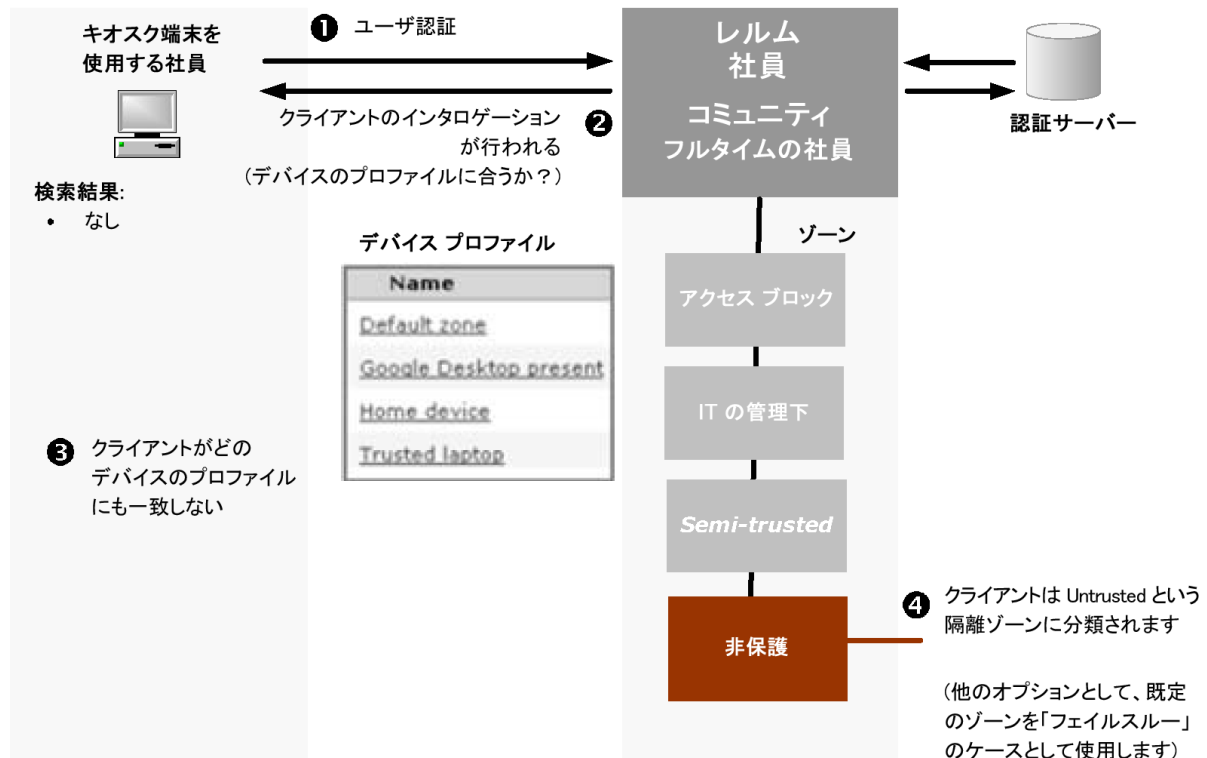 キオスク端末を
使用する社員
❶ ユーザ認証
レルム
社員
コミュニティ
フルタイムの社員
認証サーバー
クライアントのインタロゲーション ❷
が行われる
（デバイスのプロファイルに合うか？）
検索結果:
• なし
デバイス プロファイル
Name
Default zone
Google Desktop present
Home device
Trusted laptop
ゾーン
アクセス ブロック
IT の管理下
Semi-trusted
非保護
❸ クライアントがどの
デバイスのプロファイル
にも一致しない
❹ クライアントは Untrusted という
隔離ゾーンに分類されます
（他のオプションとして、既定
のゾーンを「フェイルスルー」
のケースとして使用します）